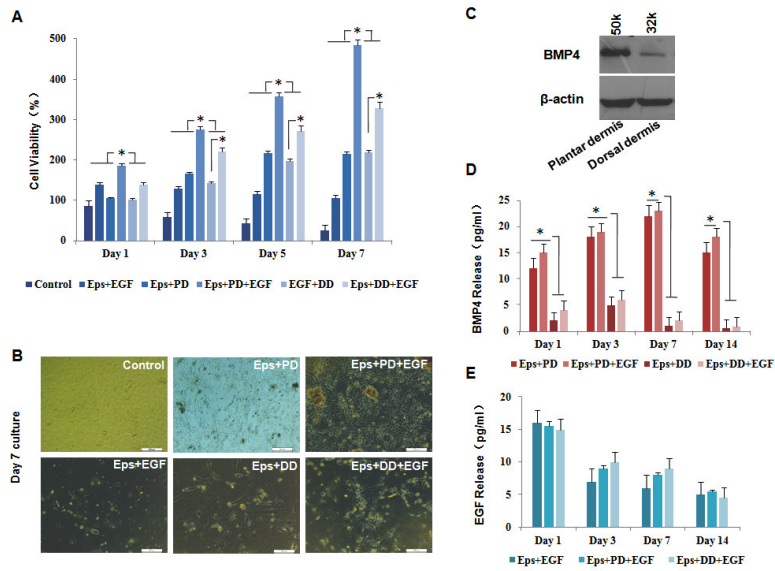 A
500
400
300
200
100
0
Cell Viability (%)
*
*
*
*
*
*
*
Day 1
Day 3
Day 5
Day 7
Control
Eps+EGF
Eps+PD
Eps+PD+EGF
EGF+DD
Eps+DD+EGF
B
Day 7 culture
Control
Eps+PD
Eps+PD+EGF
Eps+EGF
Eps+DD
Eps+DD+EGF
C
50k
32k
BMP4
β-actin
Plantar dermis
Dorsal dermis
D
25
20
15
10
5
0
BMP4 Release (pg/ml)
*
*
*
*
Day 1
Day 3
Day 7
Day 14
Eps+PD
Eps+PD+EGF
Eps+DD
Eps+DD+EGF
E
20
15
10
5
0
EGF Release (pg/ml)
Day 1
Day 3
Day 7
Day 14
Eps+EGF
Eps+PD+EGF
Eps+DD+EGF